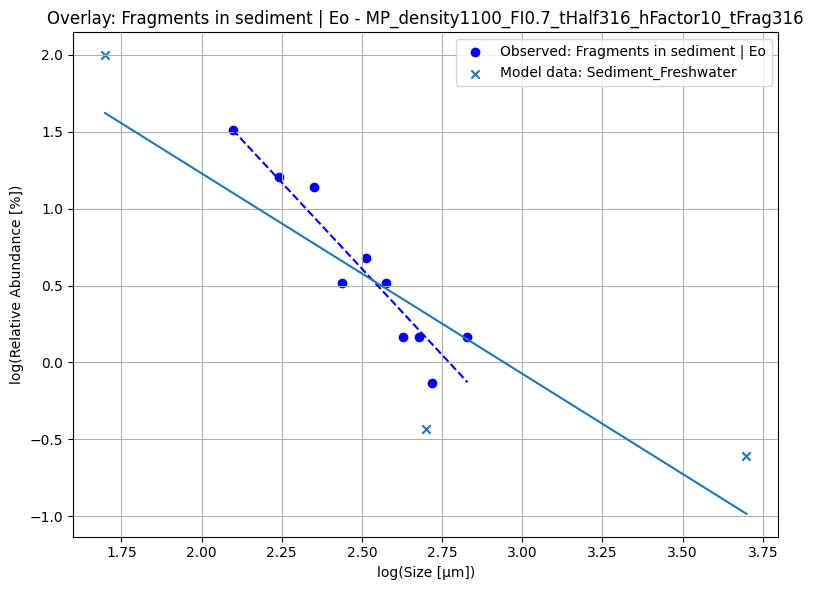 Overlay: Fragments in sediment | Eo - MP_density1100_FI0.7_tHalf316_hFactor10_tFrag316
Observed: Fragments in sediment | Eo
Model data: Sediment_Freshwater
log(Relative Abundance [%])
2.0
1.5
1.0
0.5
0.0
−0.5
−1.0
1.75 2.00 2.25 2.50 2.75 3.00 3.25 3.50 3.75
log(Size [μm])